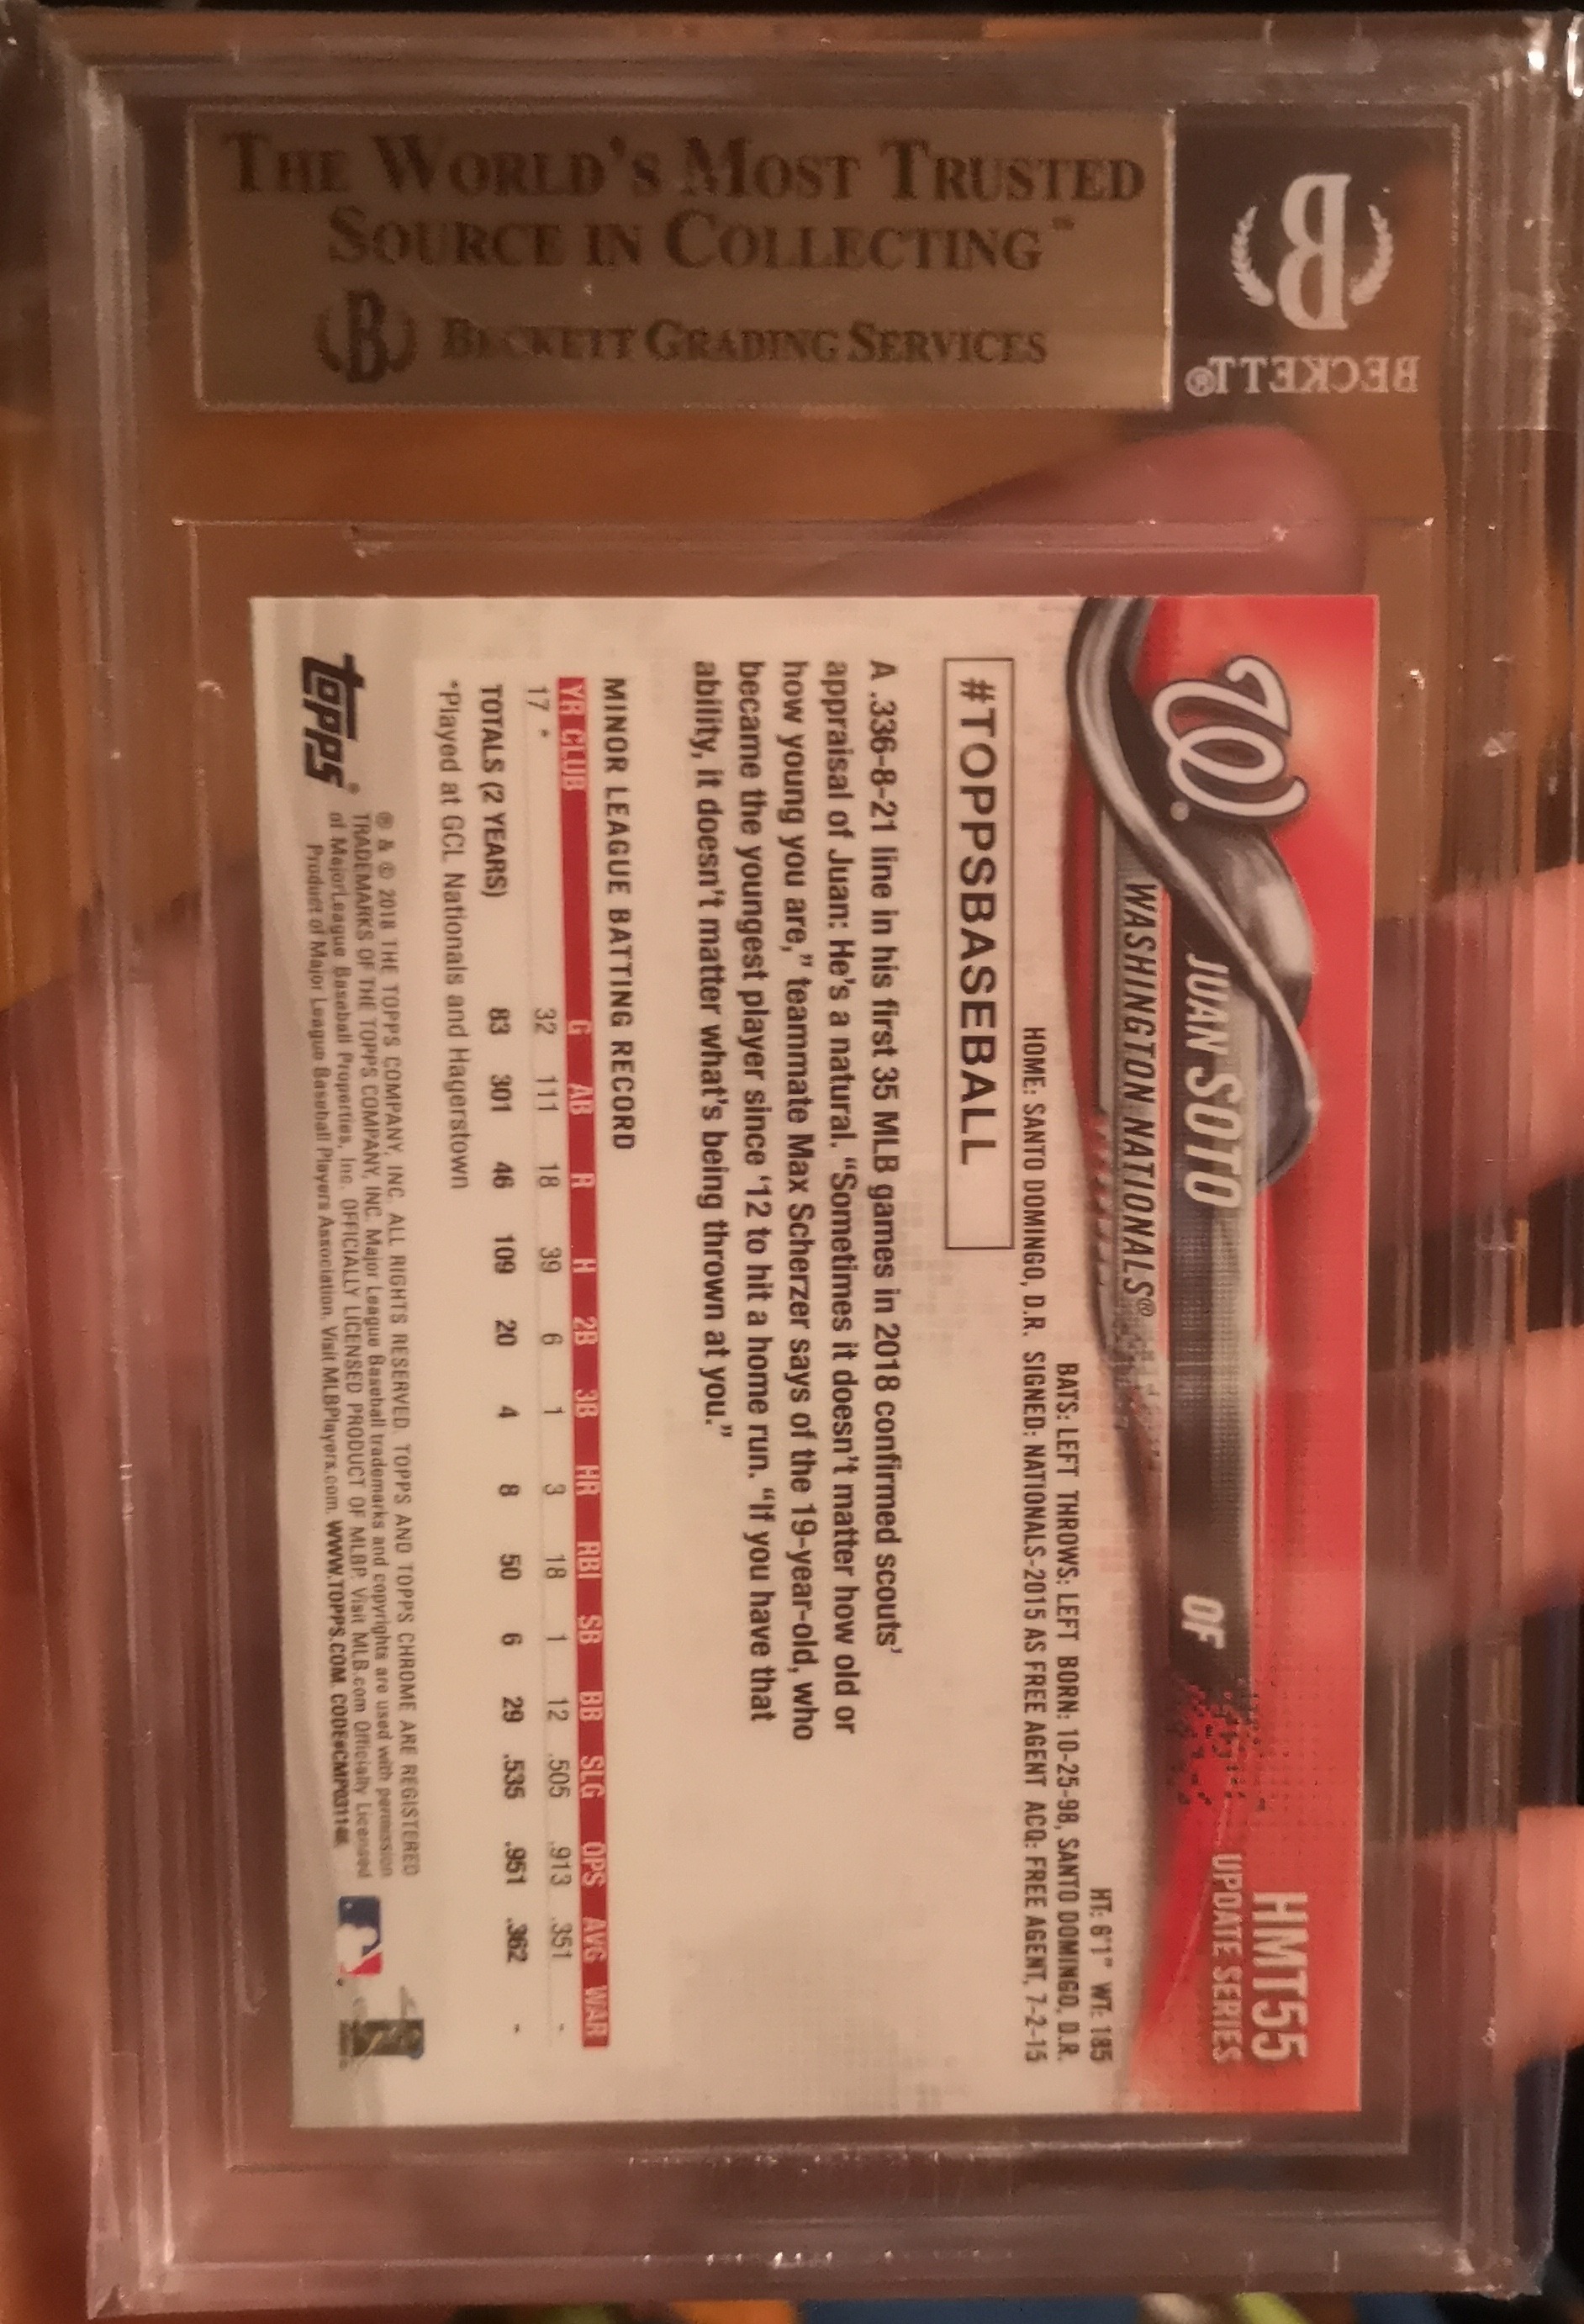 THE WORLD'S MOST TRUSTED
SOURCE IN COLLECTING™
BECKETT GRADING SERVICES
B
BECKETT®
HMT55
UPDATE SERIES
W®
JUAN SOTO OF
WASHINGTON NATIONALS®
HT: 6'1" WT: 185
BATS: LEFT THROWS: LEFT BORN: 10-25-98, SANTO DOMINGO, D.R.
HOME: SANTO DOMINGO, D.R. SIGNED: NATIONALS-2015 AS FREE AGENT ACQ: FREE AGENT, 7-2-15
#TOPPSBASEBALL
A .336-8-21 line in his first 35 MLB games in 2018 confirmed scouts'
appraisal of Juan: He's a natural. “Sometimes it doesn't matter how old or
how young you are,” teammate Max Scherzer says of the 19-year-old, who
became the youngest player since '12 to hit a home run. “If you have that
ability, it doesn't matter what's being thrown at you.”
MINOR LEAGUE BATTING RECORD
YR CLUB G AB R H 2B 3B HR RBI SB BB SLG OPS AVG WAR
17 * 32 111 18 39 6 1 3 18 1 12 .505 .913 .351 -
TOTALS (2 YEARS) 83 301 46 109 20 4 8 50 6 29 .535 .951 .362 -
*Played at GCL Nationals and Hagerstown
topps®
® & © 2018 THE TOPPS COMPANY, INC. ALL RIGHTS RESERVED. TOPPS AND TOPPS CHROME ARE REGISTERED
TRADEMARKS OF THE TOPPS COMPANY, INC. Major League Baseball trademarks and copyrights are used with permission
of Major League Baseball Properties, Inc. OFFICIALLY LICENSED PRODUCT OF MLBP. Visit MLB.com Officially Licensed
Product of Major League Baseball Players Association. Visit MLBPlayers.com. WWW.TOPPS.COM. CODE#CMP031148